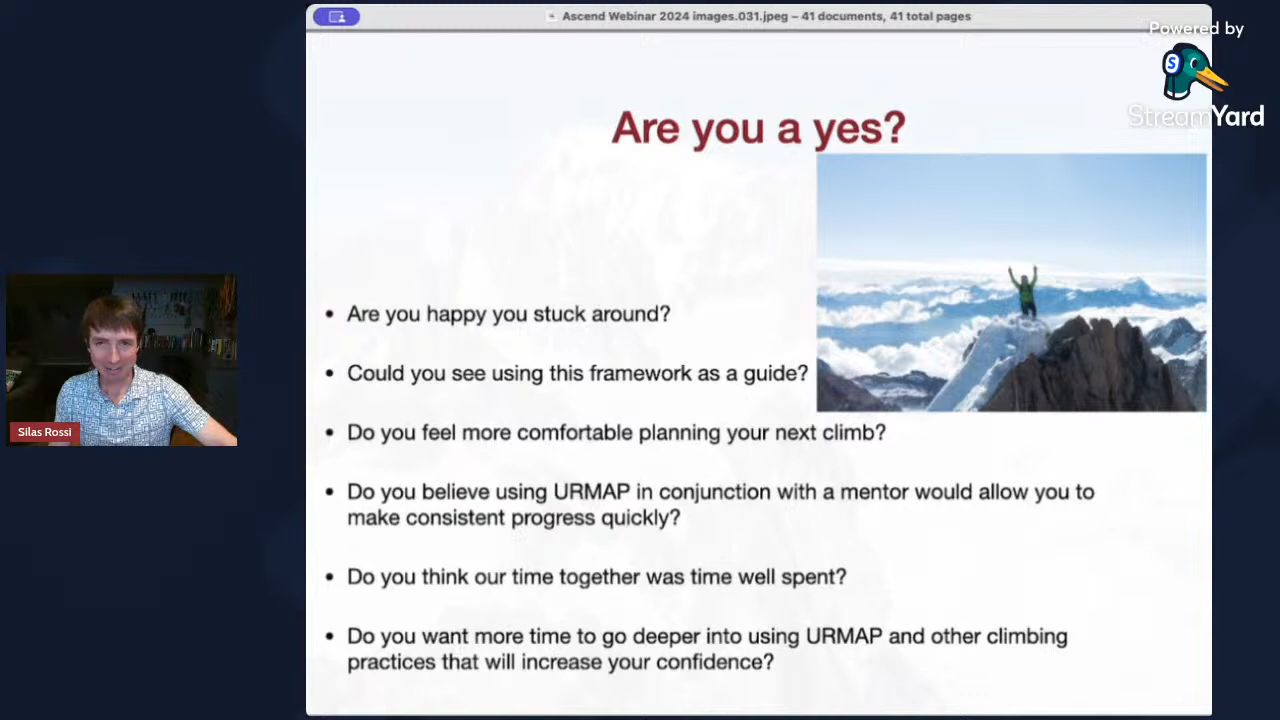 Ascend Webinar 2024 images.031.jpeg – 41 documents, 41 total pages
Powered by
S
StreamYard
Are you a yes?
• Are you happy you stuck around?
• Could you see using this framework as a guide?
• Do you feel more comfortable planning your next climb?
• Do you believe using URMAP in conjunction with a mentor would allow you to
make consistent progress quickly?
• Do you think our time together was time well spent?
• Do you want more time to go deeper into using URMAP and other climbing
practices that will increase your confidence?
Silas Rossi